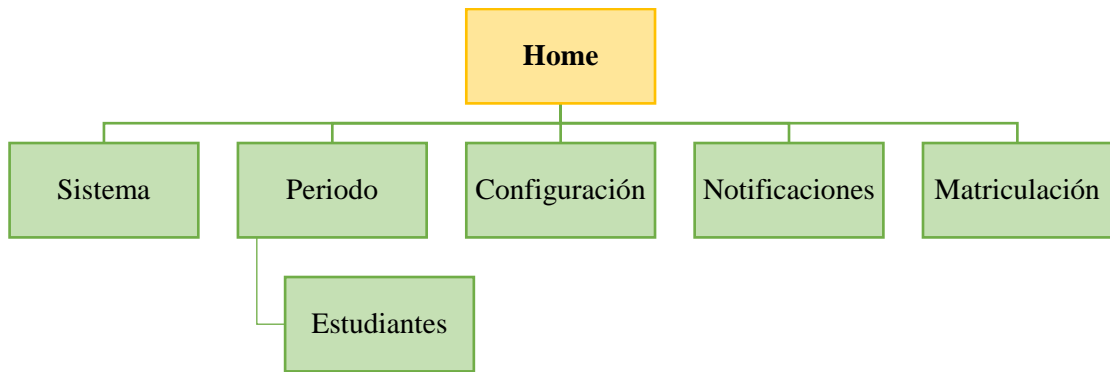 Home
Sistema
Periodo
Configuración
Notificaciones
Matriculación
Estudiantes